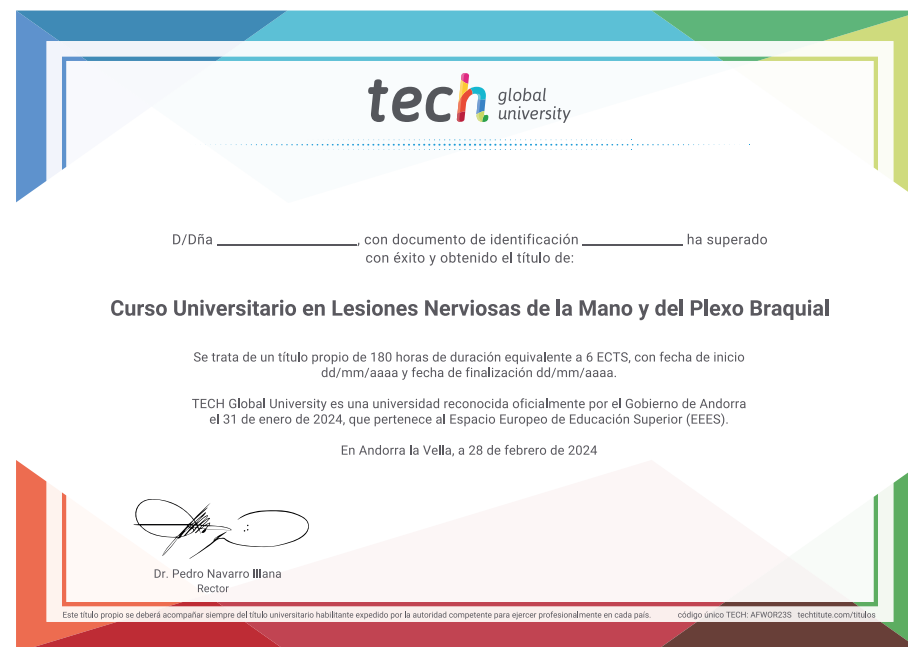 tech global university
D/Dña ____________________, con documento de identificación ______________ ha superado
con éxito y obtenido el título de:
Curso Universitario en Lesiones Nerviosas de la Mano y del Plexo Braquial
Se trata de un título propio de 180 horas de duración equivalente a 6 ECTS, con fecha de inicio
dd/mm/aaaa y fecha de finalización dd/mm/aaaa.
TECH Global University es una universidad reconocida oficialmente por el Gobierno de Andorra
el 31 de enero de 2024, que pertenece al Espacio Europeo de Educación Superior (EEES).
En Andorra la Vella, a 28 de febrero de 2024
Dr. Pedro Navarro Illana
Rector
Este título propio se deberá acompañar siempre del título universitario habilitante expedido por la autoridad competente para ejercer profesionalmente en cada país. código único TECH: AFWOR23S techtitute.com/títulos